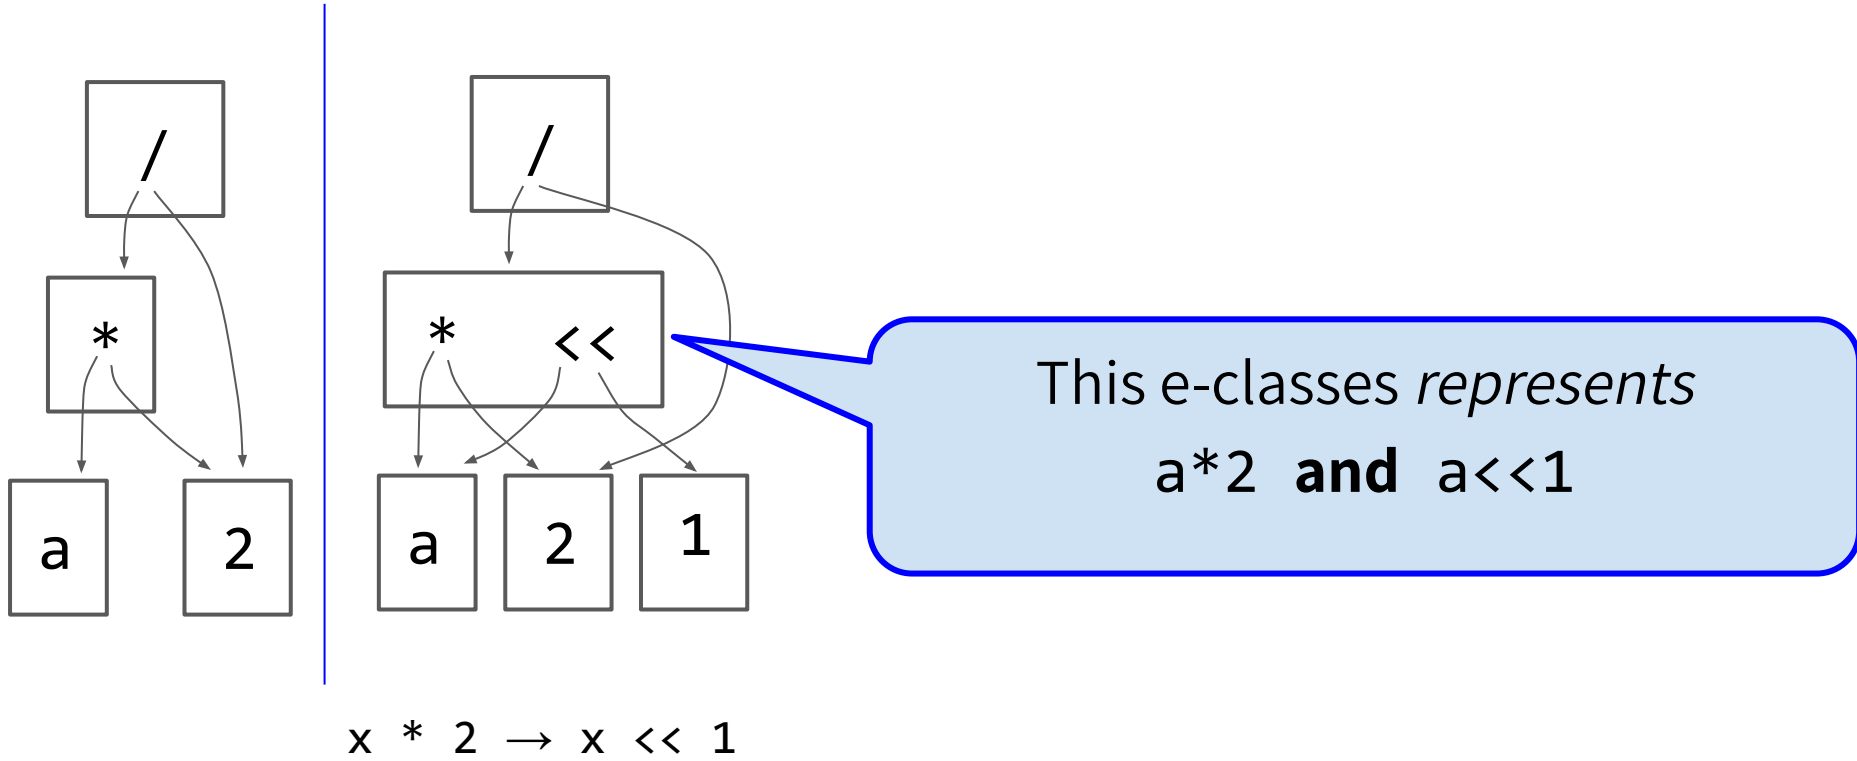 /
*
a 2
/
* <<
a 2 1
x * 2 → x << 1
This e-classes represents
a*2 and a<<1